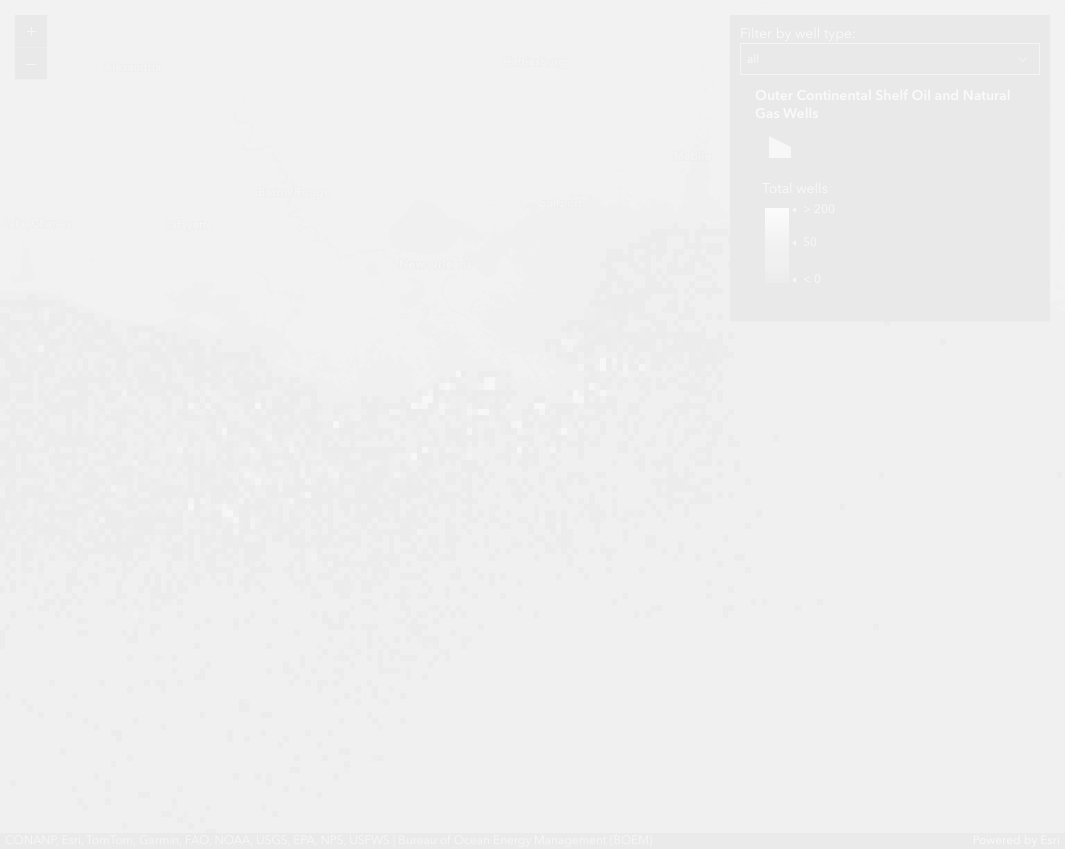 +
−
Filter by well type:
all
Outer Continental Shelf Oil and Natural
Gas Wells
Total wells
> 200
50
< 0
CONANP, Esri, TomTom, Garmin, FAO, NOAA, USGS, EPA, NPS, USFWS | Bureau of Ocean Energy Management (BOEM)
Powered by Esri